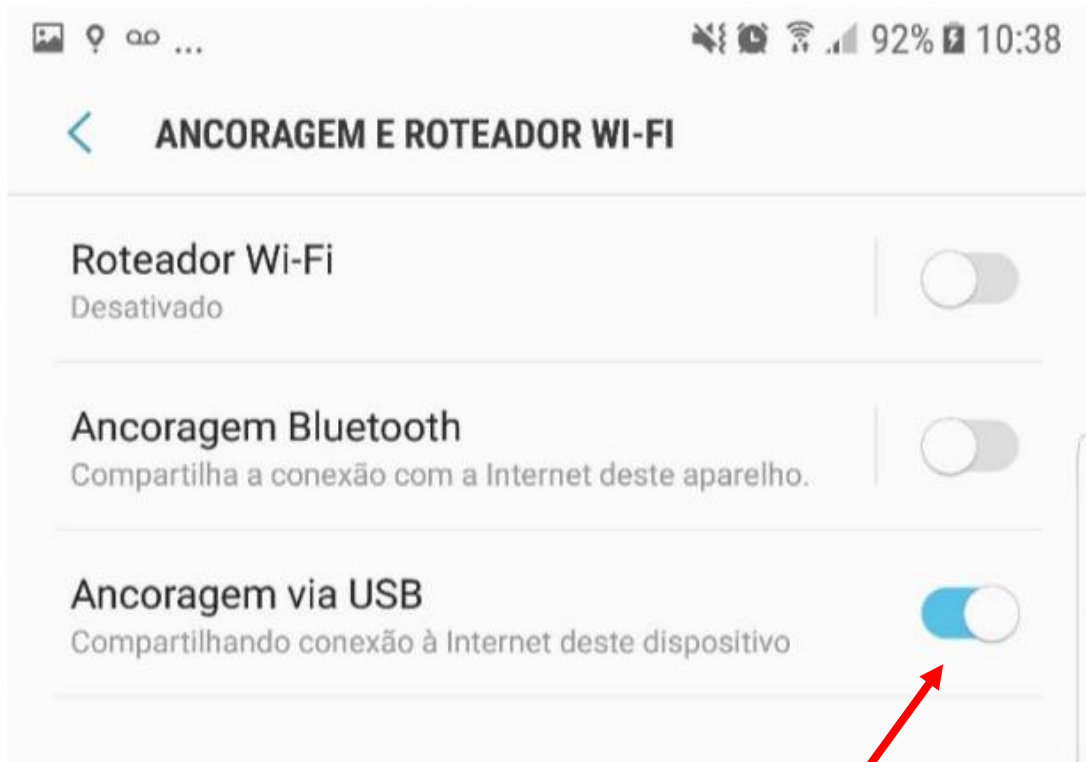 ... 92% 10:38
ANCORAGEM E ROTEADOR WI-FI
Roteador Wi-Fi
Desativado
Ancoragem Bluetooth
Compartilha a conexão com a Internet deste aparelho.
Ancoragem via USB
Compartilhando conexão à Internet deste dispositivo